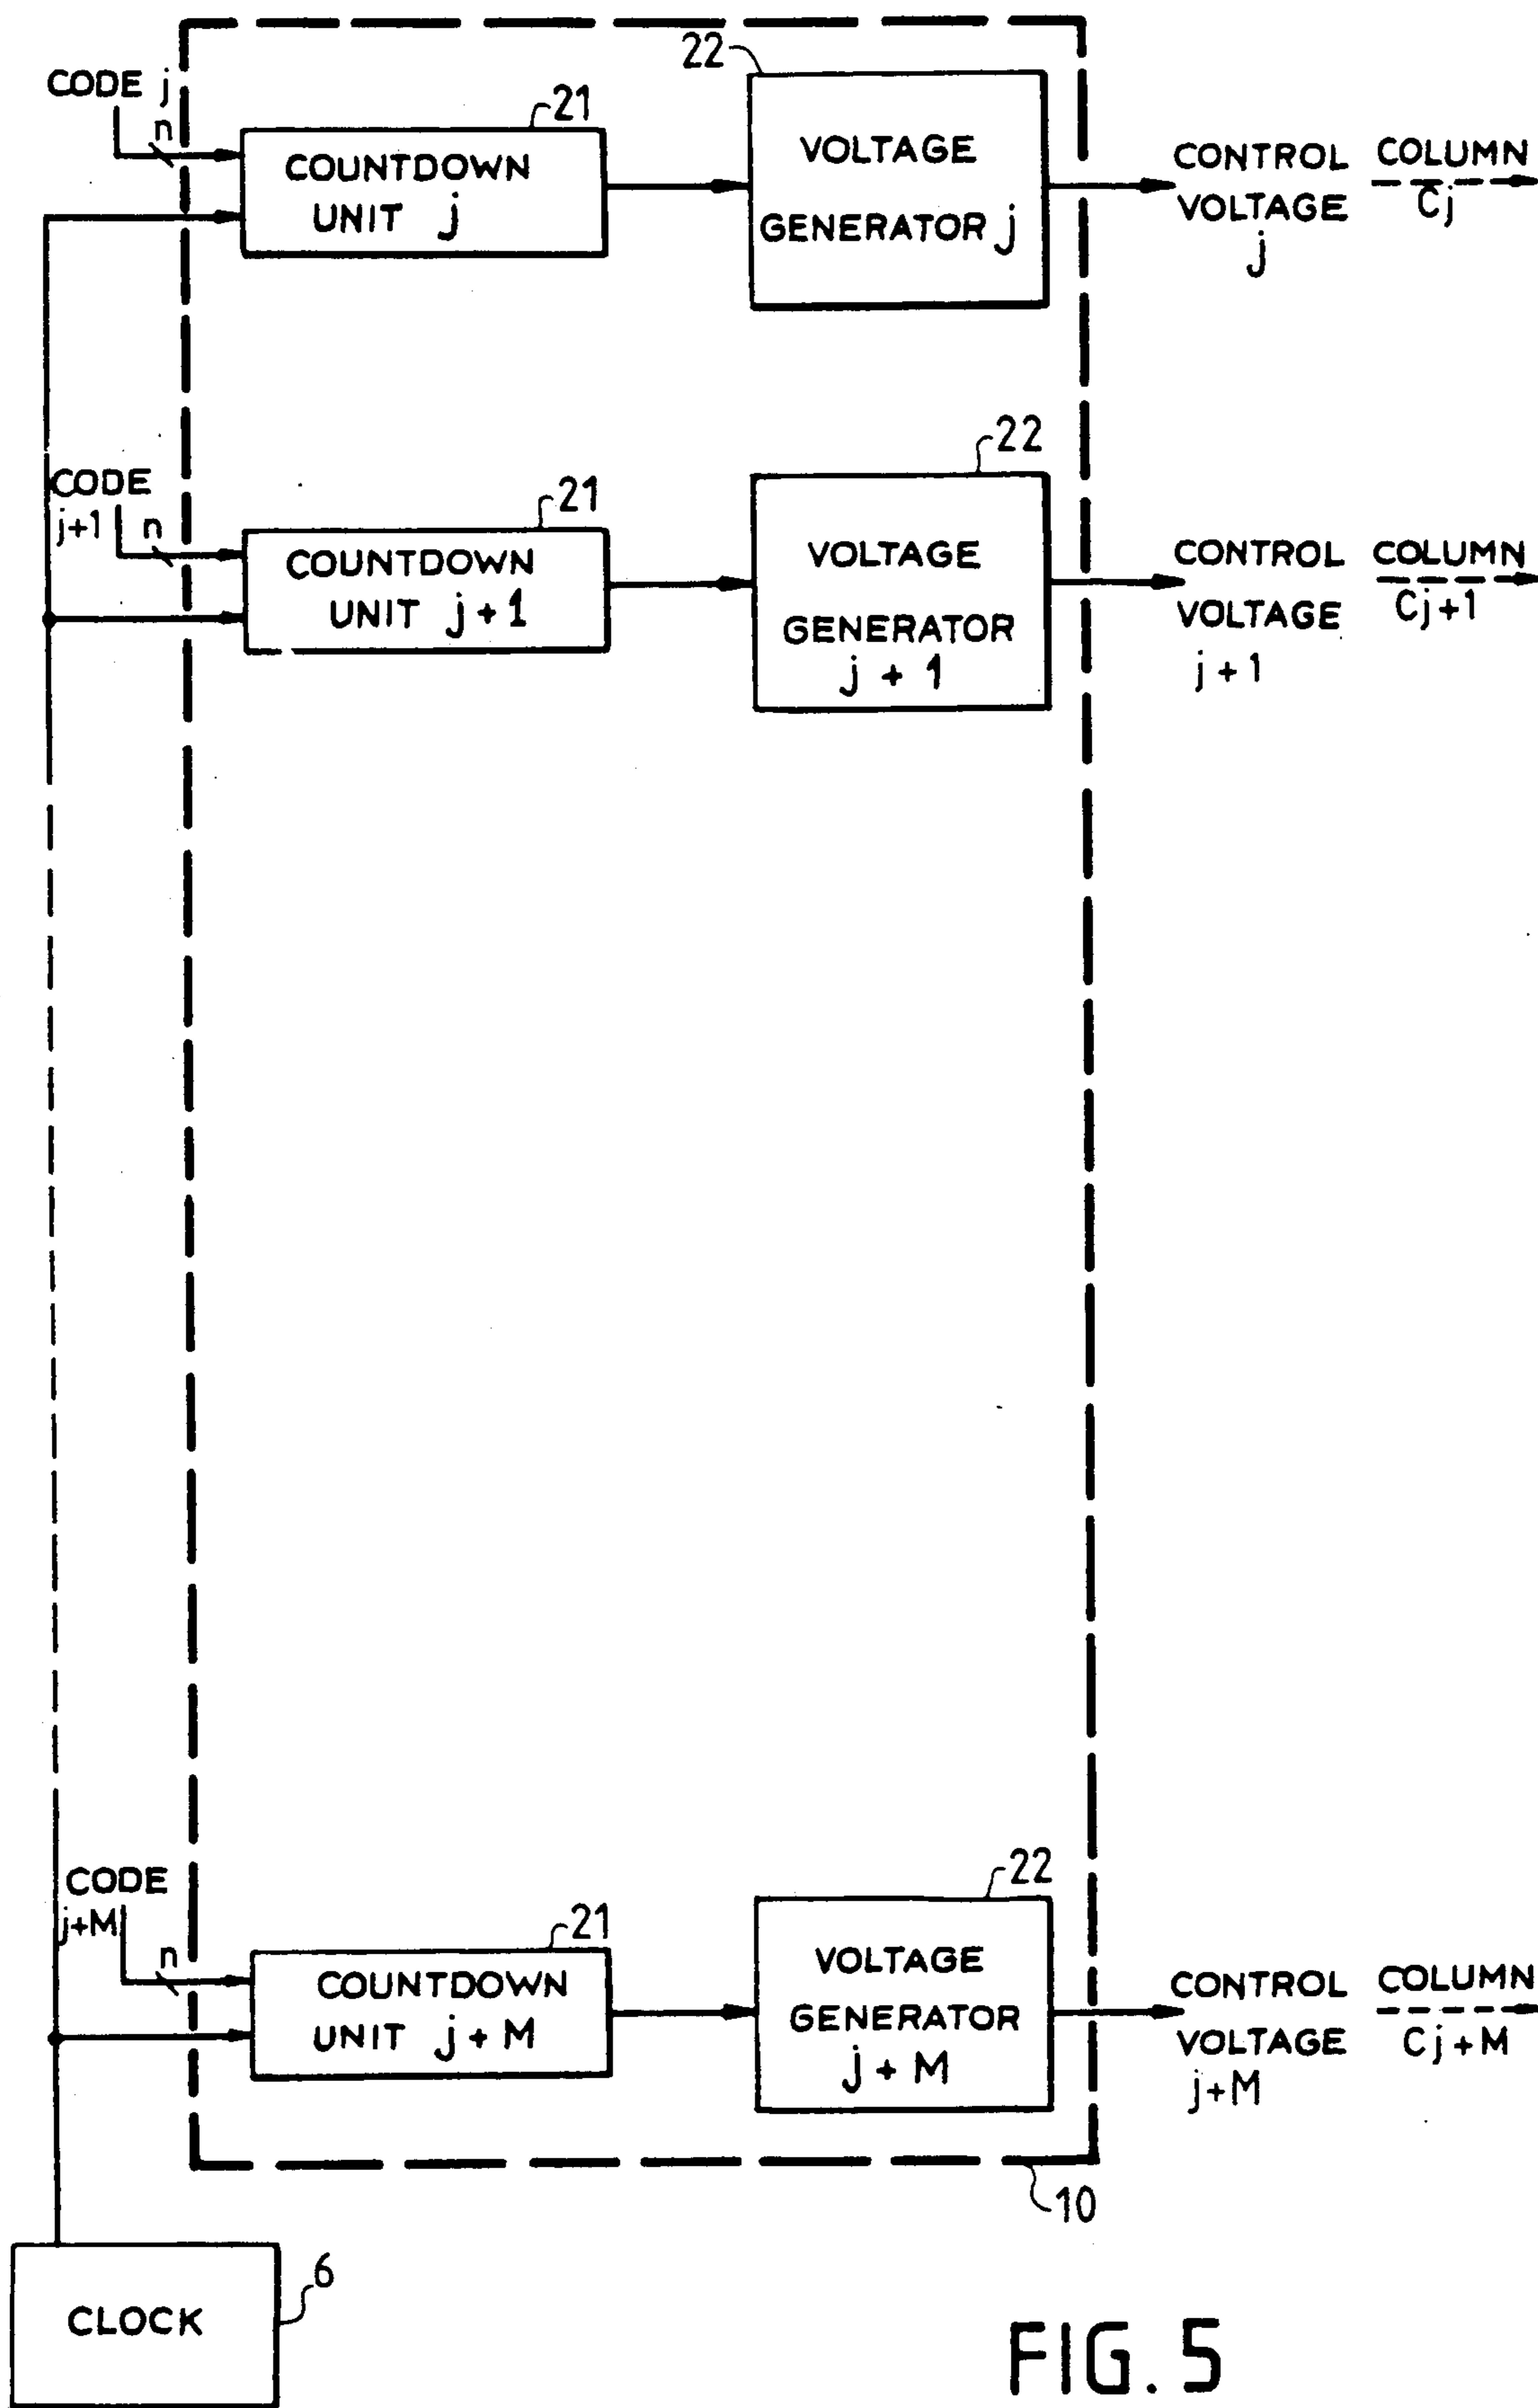 22
CODE j
n
21
COUNTDOWN
UNIT j
VOLTAGE
GENERATOR j
CONTROL
VOLTAGE
j
COLUMN
Cj
22
CODE
j+1
n
21
COUNTDOWN
UNIT j+1
VOLTAGE
GENERATOR
j + 1
CONTROL
VOLTAGE
j + 1
COLUMN
Cj+1
22
CODE
j+M
n
21
COUNTDOWN
UNIT j + M
VOLTAGE
GENERATOR
j + M
CONTROL
VOLTAGE
j+M
COLUMN
Cj+M
10
6
CLOCK
FIG. 5